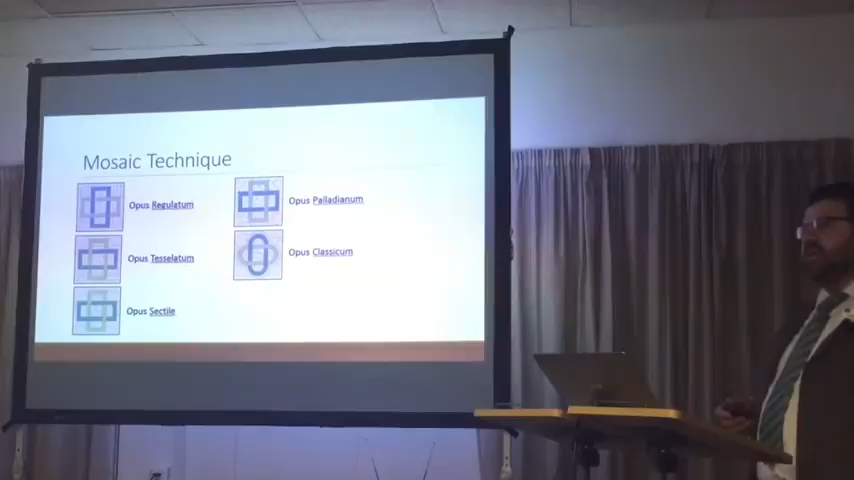 Mosaic Technique
Opus Regulatum
Opus Tesselatum
Opus Sectile
Opus Palladianum
Opus Classicum